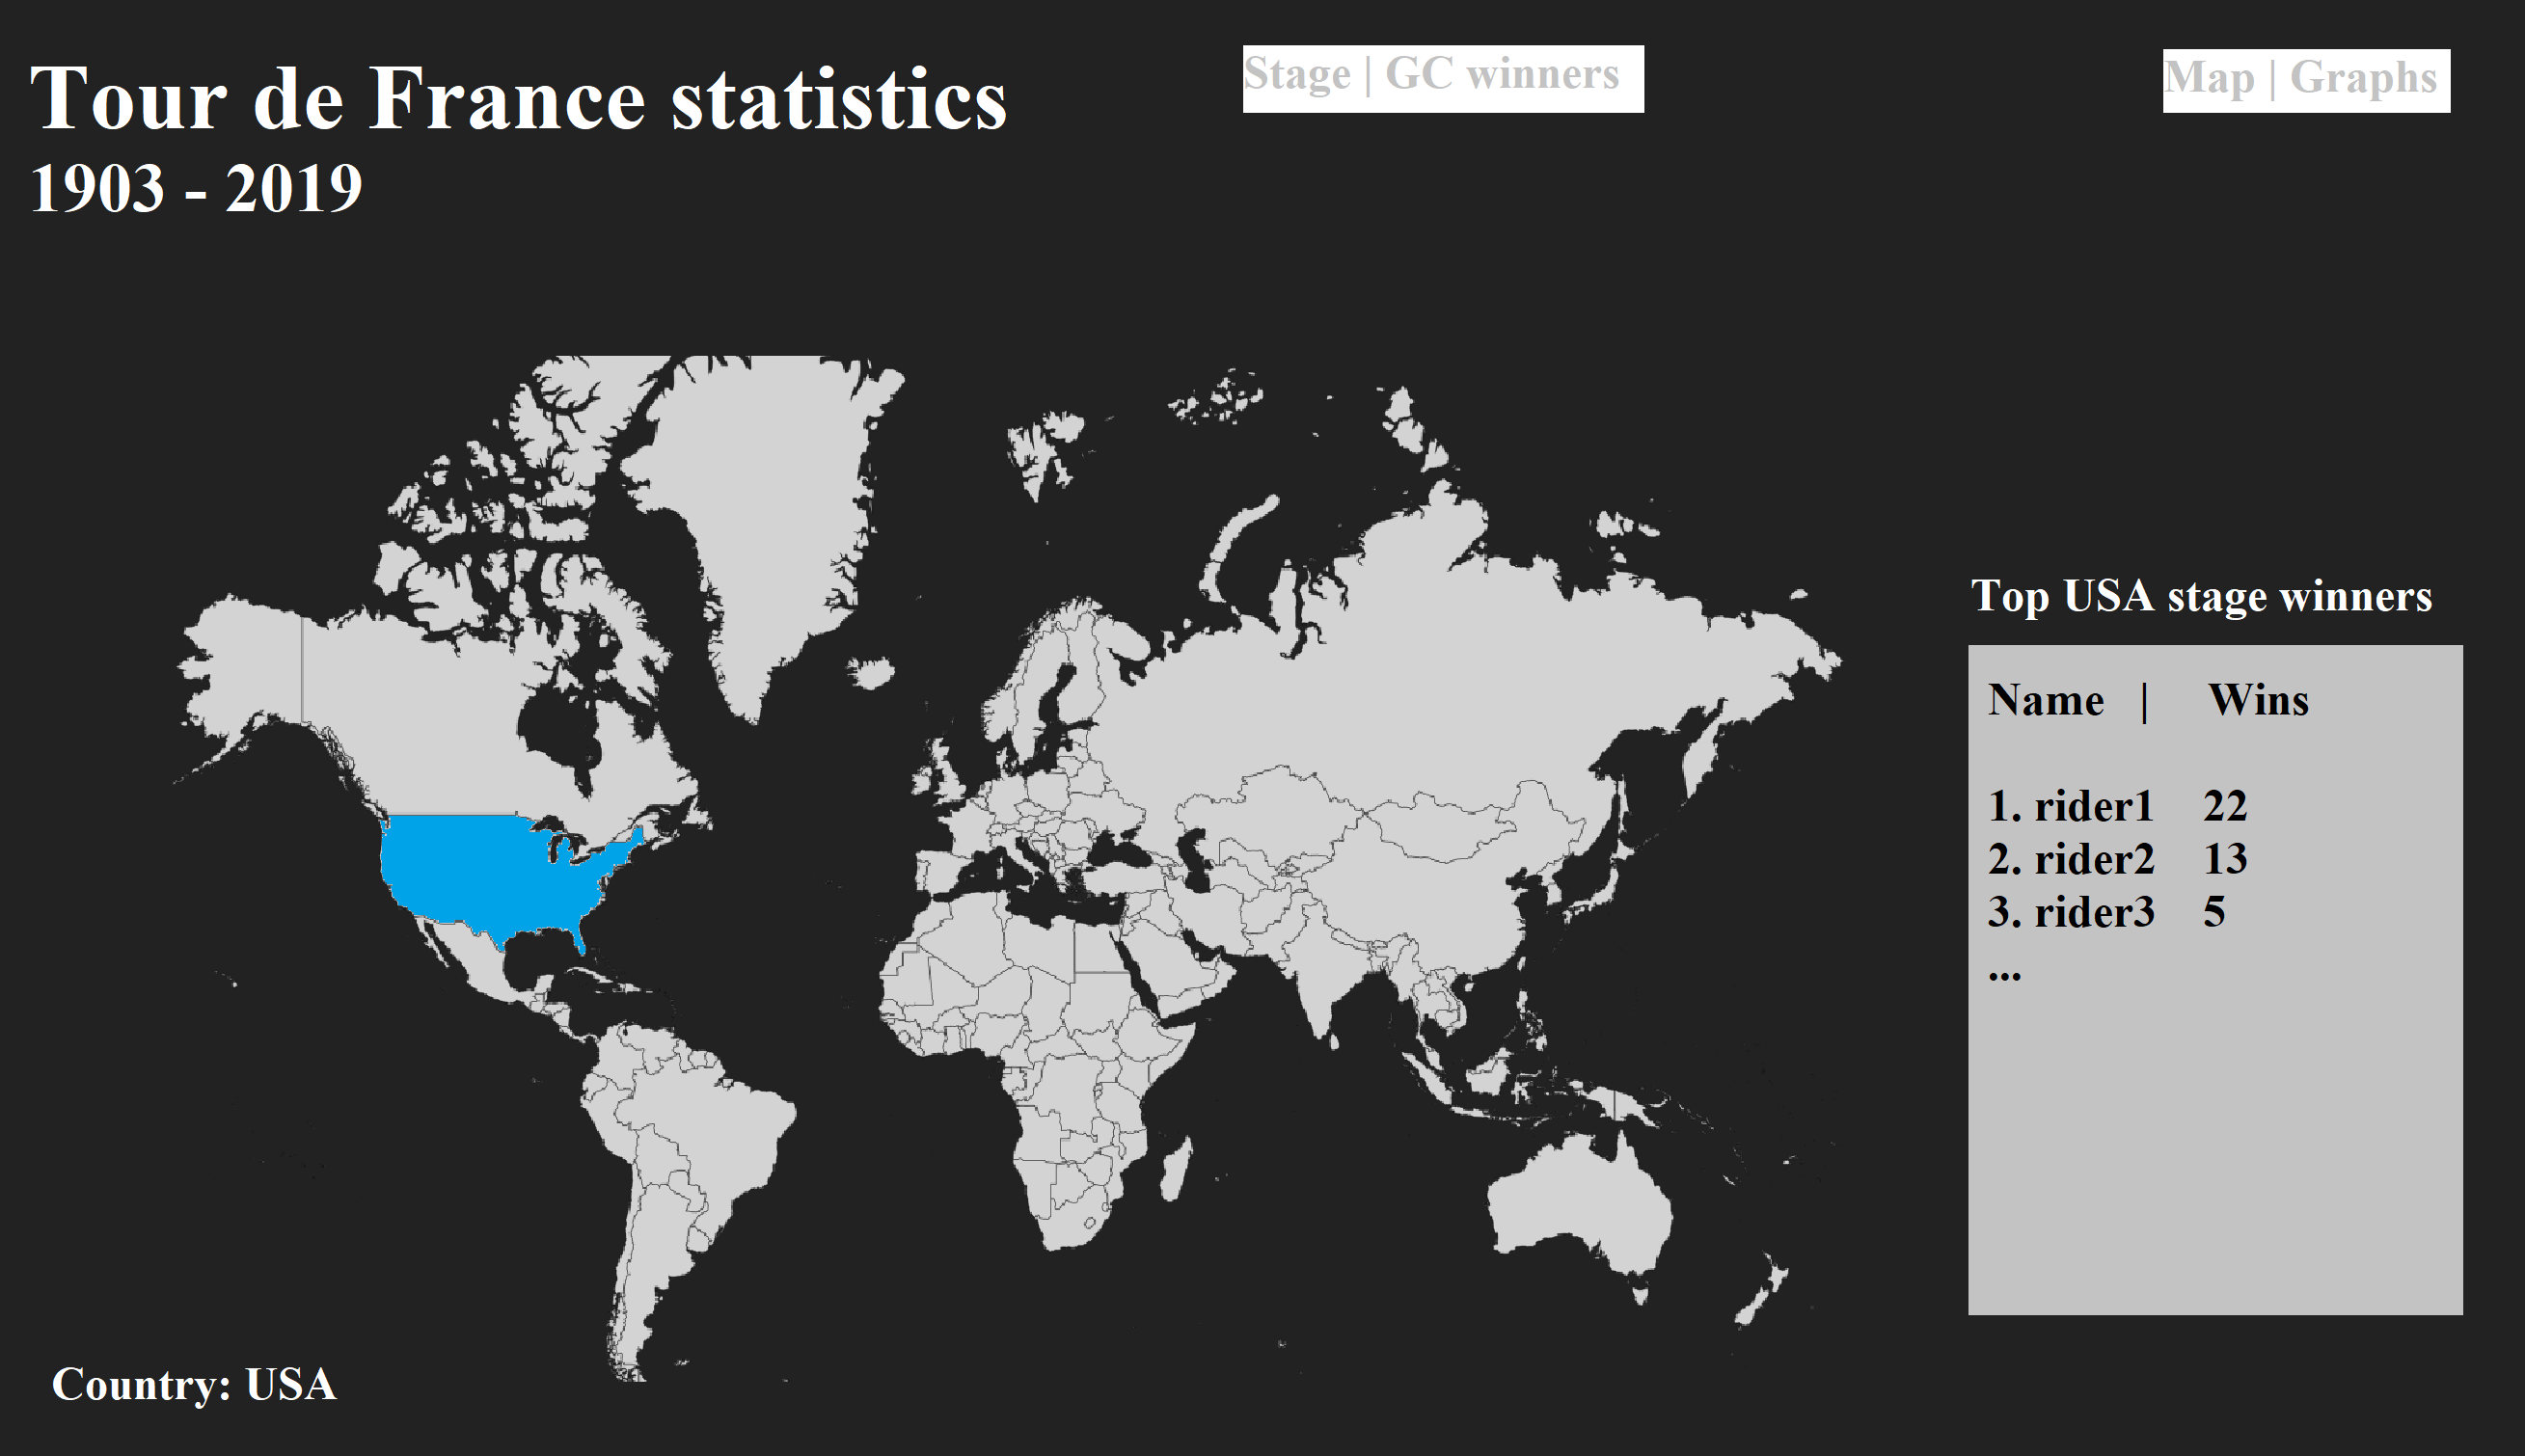 Tour de France statistics
1903 - 2019
Stage | GC winners
Map | Graphs
Top USA stage winners
Name | Wins
1. rider1 22
2. rider2 13
3. rider3 5
...
Country: USA